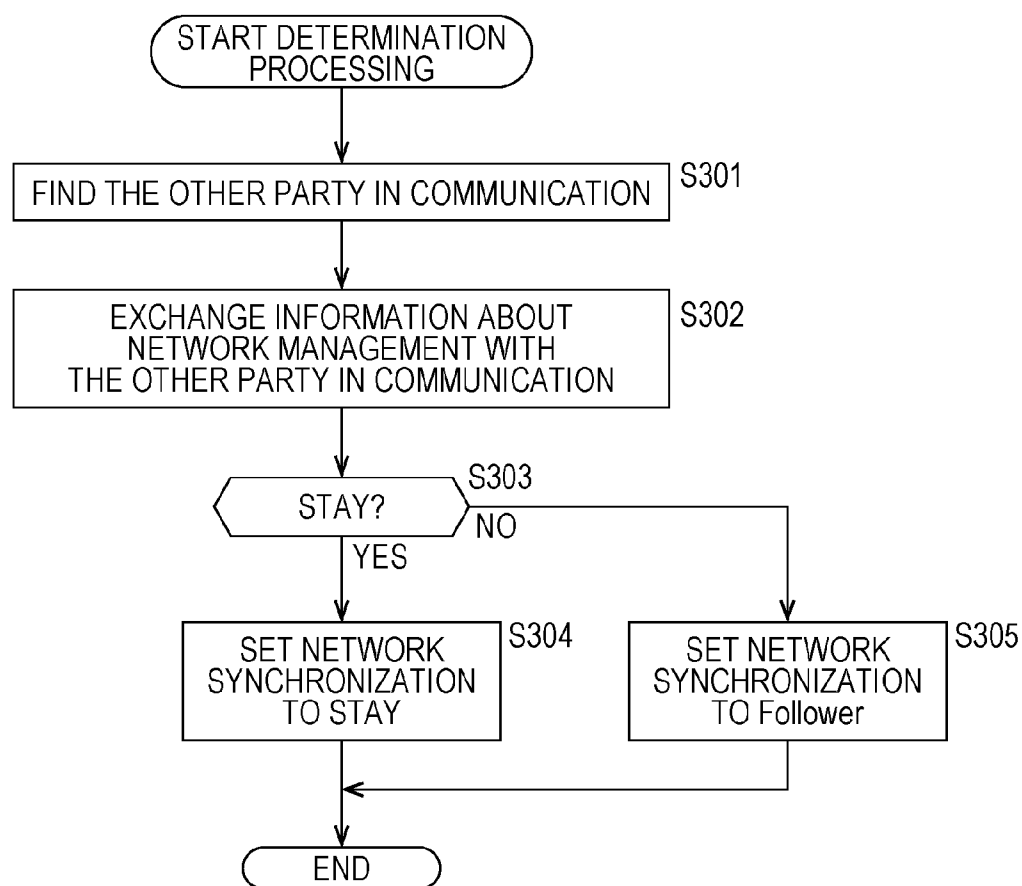 START DETERMINATION
PROCESSING
FIND THE OTHER PARTY IN COMMUNICATION
S301
EXCHANGE INFORMATION ABOUT
NETWORK MANAGEMENT WITH
THE OTHER PARTY IN COMMUNICATION
S302
STAY?
S303
NO
YES
SET NETWORK
SYNCHRONIZATION
TO STAY
S304
SET NETWORK
SYNCHRONIZATION
TO Follower
S305
END